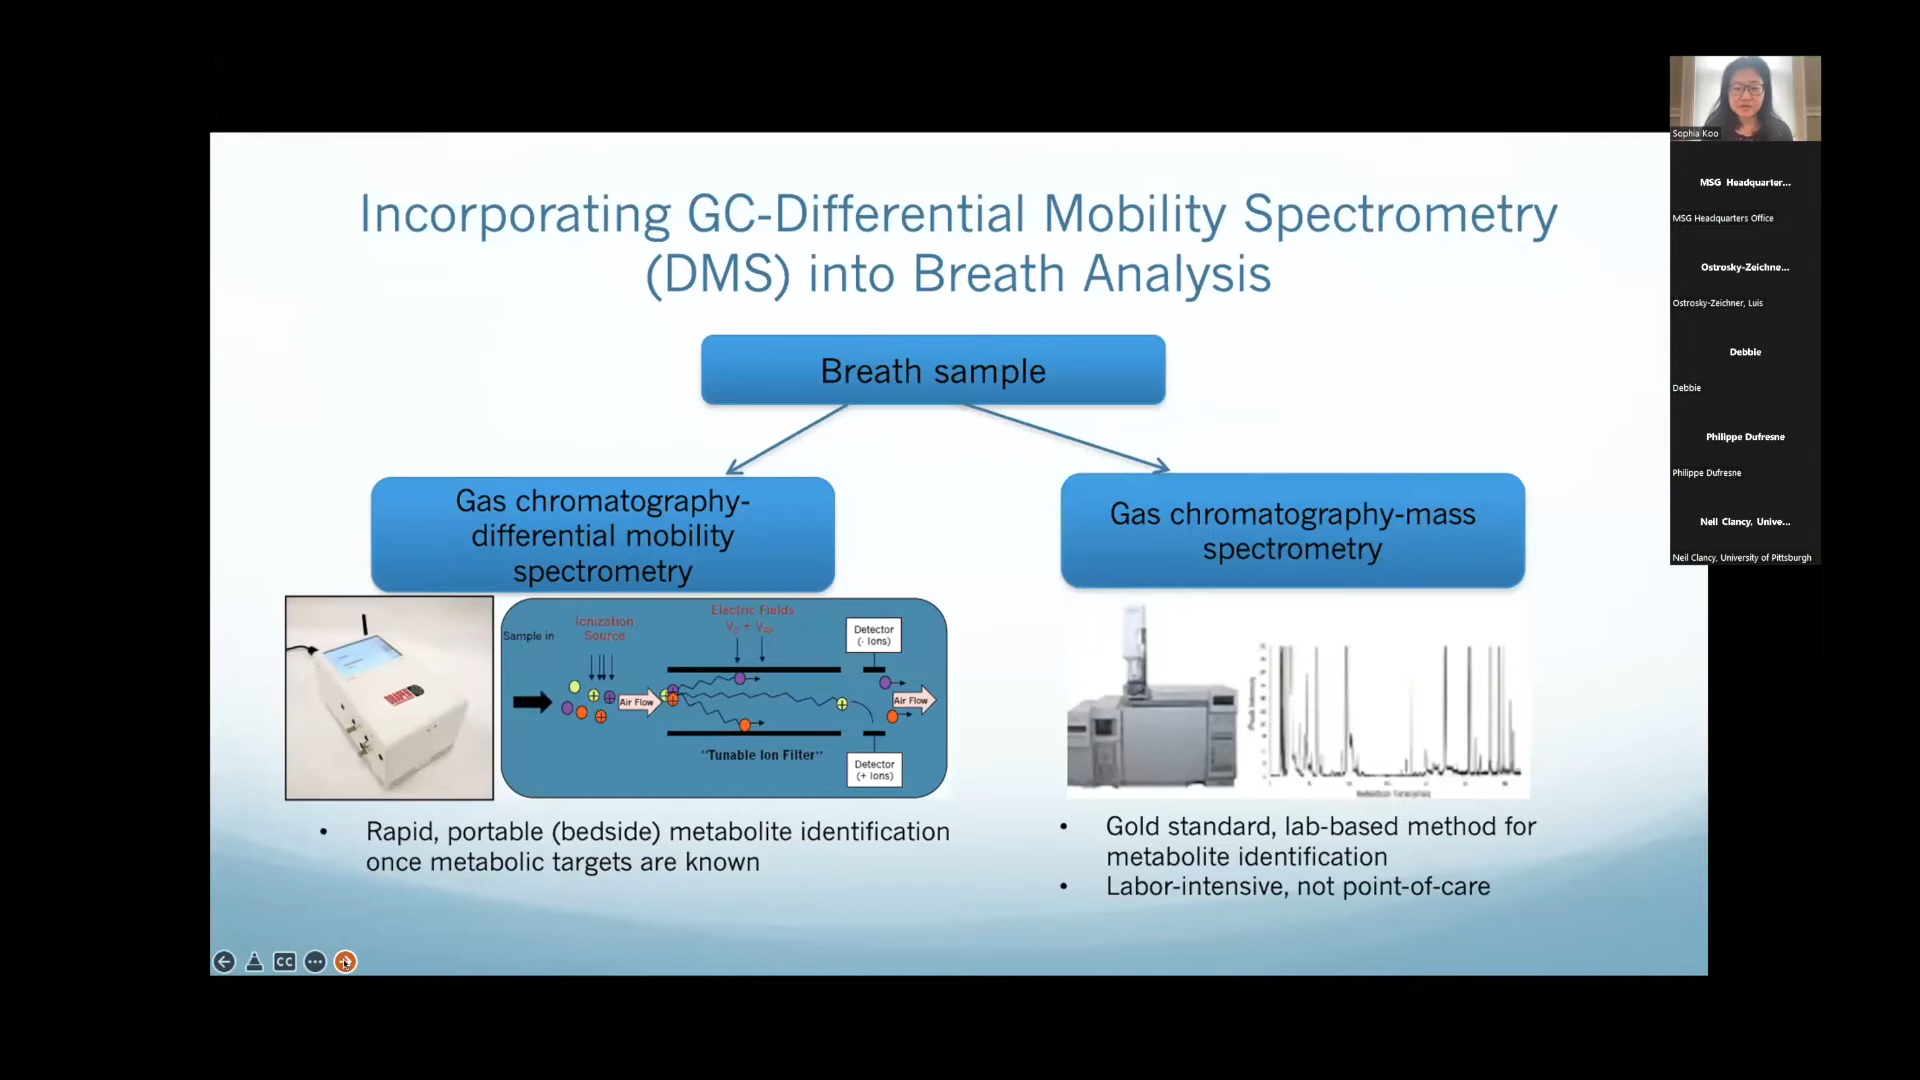 Incorporating GC-Differential Mobility Spectrometry
(DMS) into Breath Analysis
Breath sample
Gas chromatography-
differential mobility
spectrometry
Gas chromatography-mass
spectrometry
DRAPER
Sample in
Ionization
Source
Electric Fields
Air Flow
Detector
(- Ions)
Air Flow
"Tunable Ion Filter"
Detector
(+ Ions)
• Rapid, portable (bedside) metabolite identification
once metabolic targets are known
• Gold standard, lab-based method for
metabolite identification
• Labor-intensive, not point-of-care
CC
Sophia Koo
MSG Headquarter...
MSG Headquarters Office
Ostrosky-Zeichne...
Ostrosky-Zeichner, Luis
Debbie
Debbie
Philippe Dufresne
Philippe Dufresne
Neil Clancy, Unive...
Neil Clancy, University of Pittsburgh